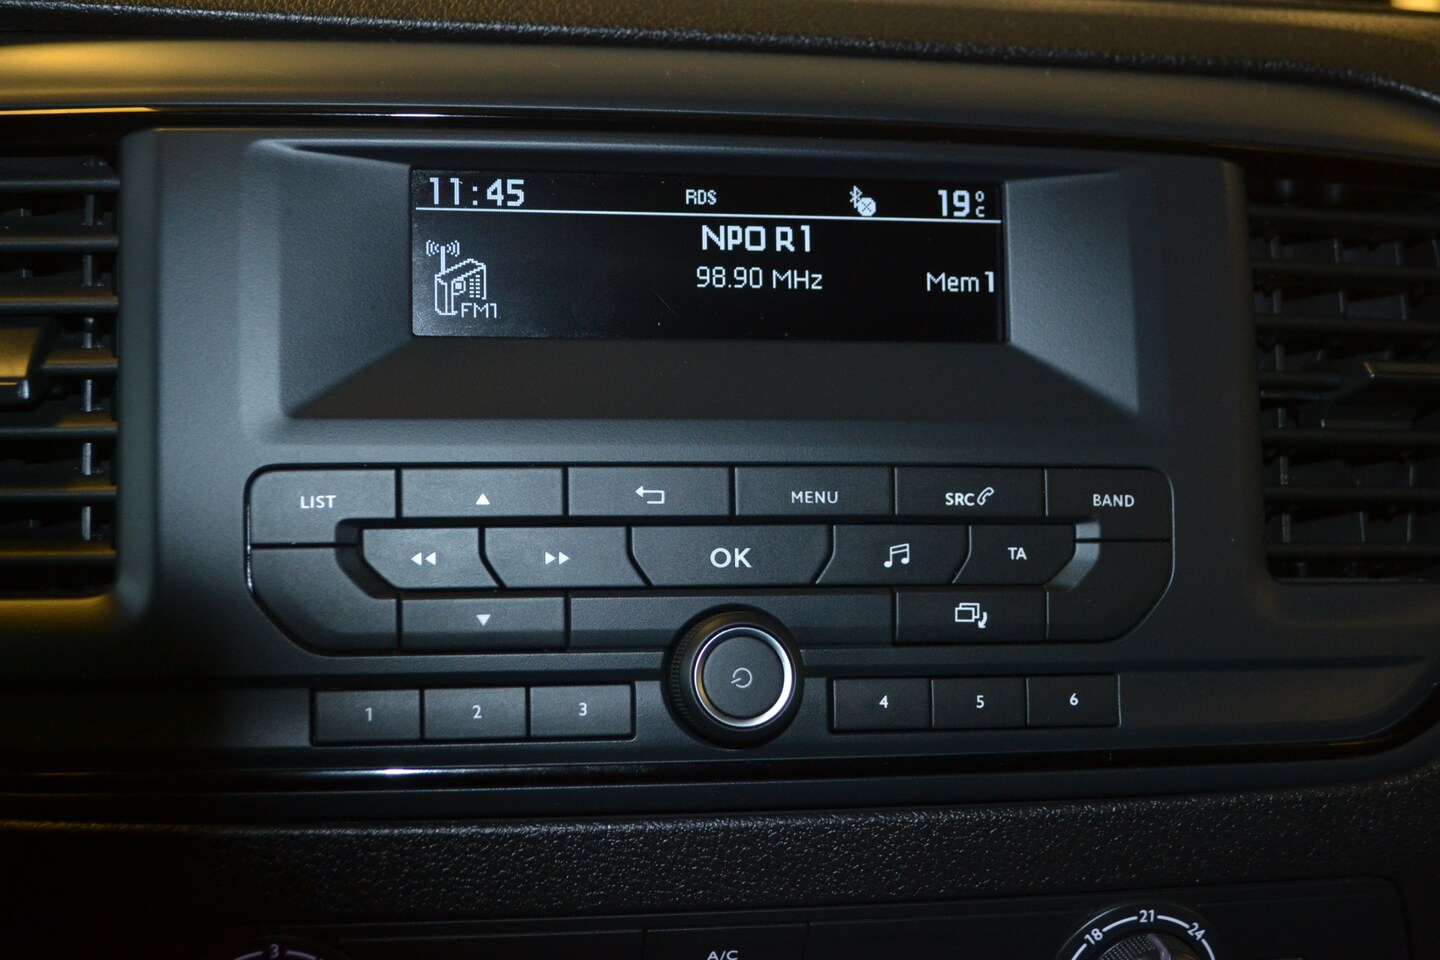 11:45 RDS 19°C
NPO R1
98.90 MHz Mem 1
FM1
LIST MENU SRC BAND
OK TA
1 2 3 4 5 6
3 A/C 18 21 24